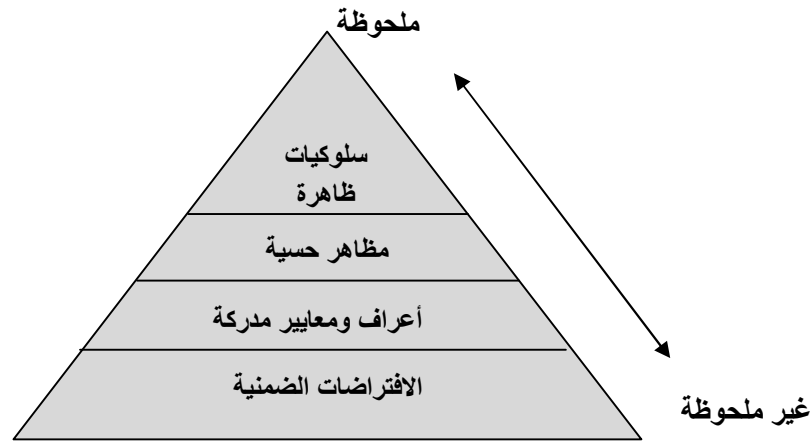 ملحوظة
سلوكيات
ظاهرة
مظاهر حسية
أعراف ومعايير مدركة
الافتراضات الضمنية
غير ملحوظة